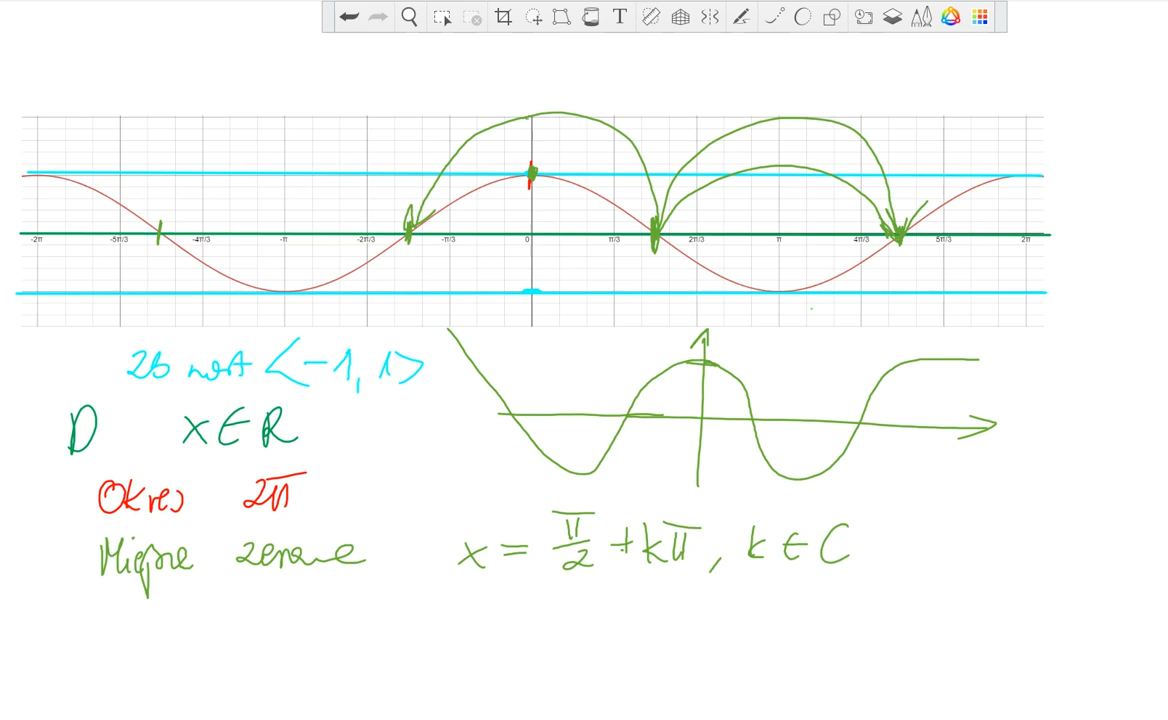 T
-2π -5π/3 -4π/3 -π -2π/3 -π/3 0 π/3 2π/3 π 4π/3 5π/3 2π
Zb wart <-1,1>
D x∈R
Okres 2π
Miejsce zerowe x = π/2 + kπ, k ∈ C